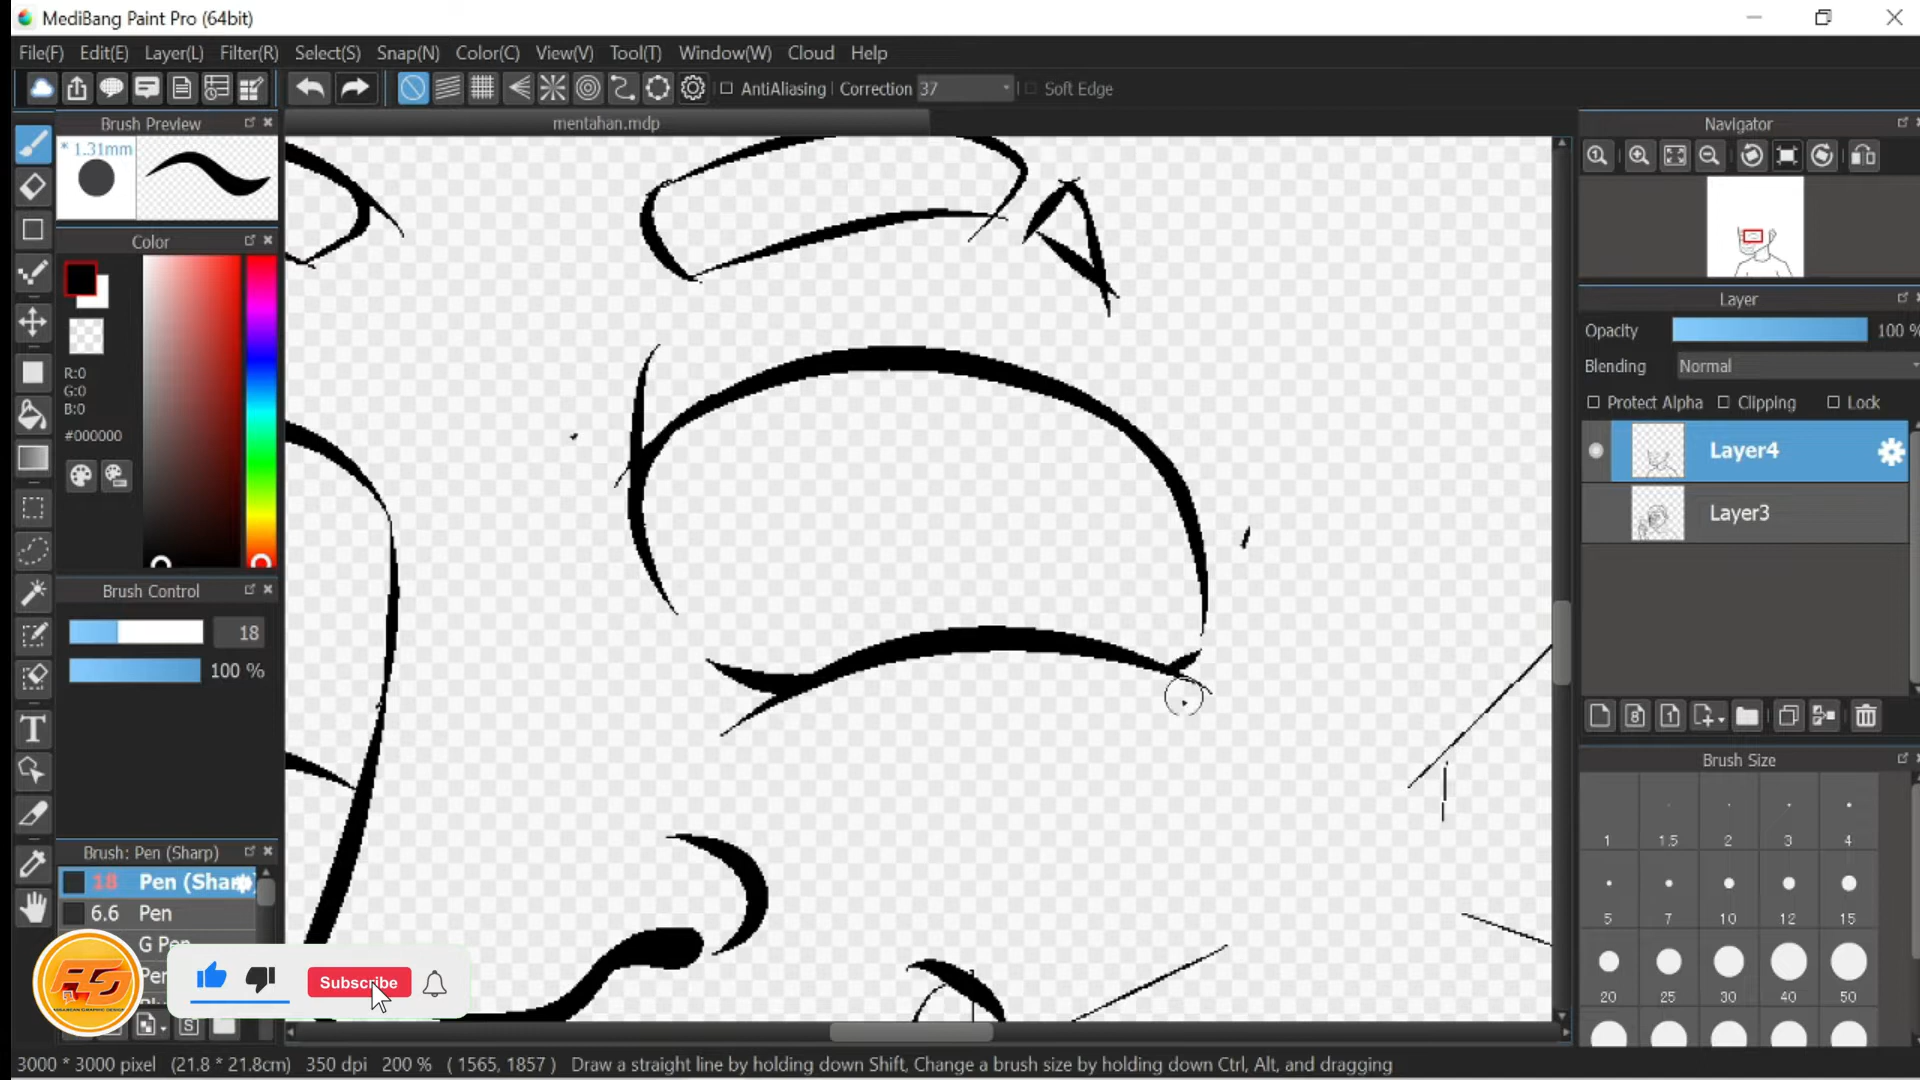 MediBang Paint Pro (64bit)
File(F) Edit(E) Layer(L) Filter(R) Select(S) Snap(N) Color(C) View(V) Tool(T) Window(W) Cloud Help
AntiAliasing Correction 37 Soft Edge
Brush Preview
mentahan.mdp
Navigator
* 1.31mm
Color
R:0
G:0
B:0
#000000
Layer
Opacity 100 %
Blending Normal
Protect Alpha Clipping Lock
Layer4
Layer3
Brush Control
18
100 %
Brush Size
1 1.5 2 3 4
5 7 10 12 15
20 25 30 40 50
Brush: Pen (Sharp)
18 Pen (Shar
6.6 Pen
G Pen
Subscribe
3000 * 3000 pixel (21.8 * 21.8cm) 350 dpi 200 % ( 1565, 1857 ) Draw a straight line by holding down Shift, Change a brush size by holding down Ctrl, Alt, and dragging